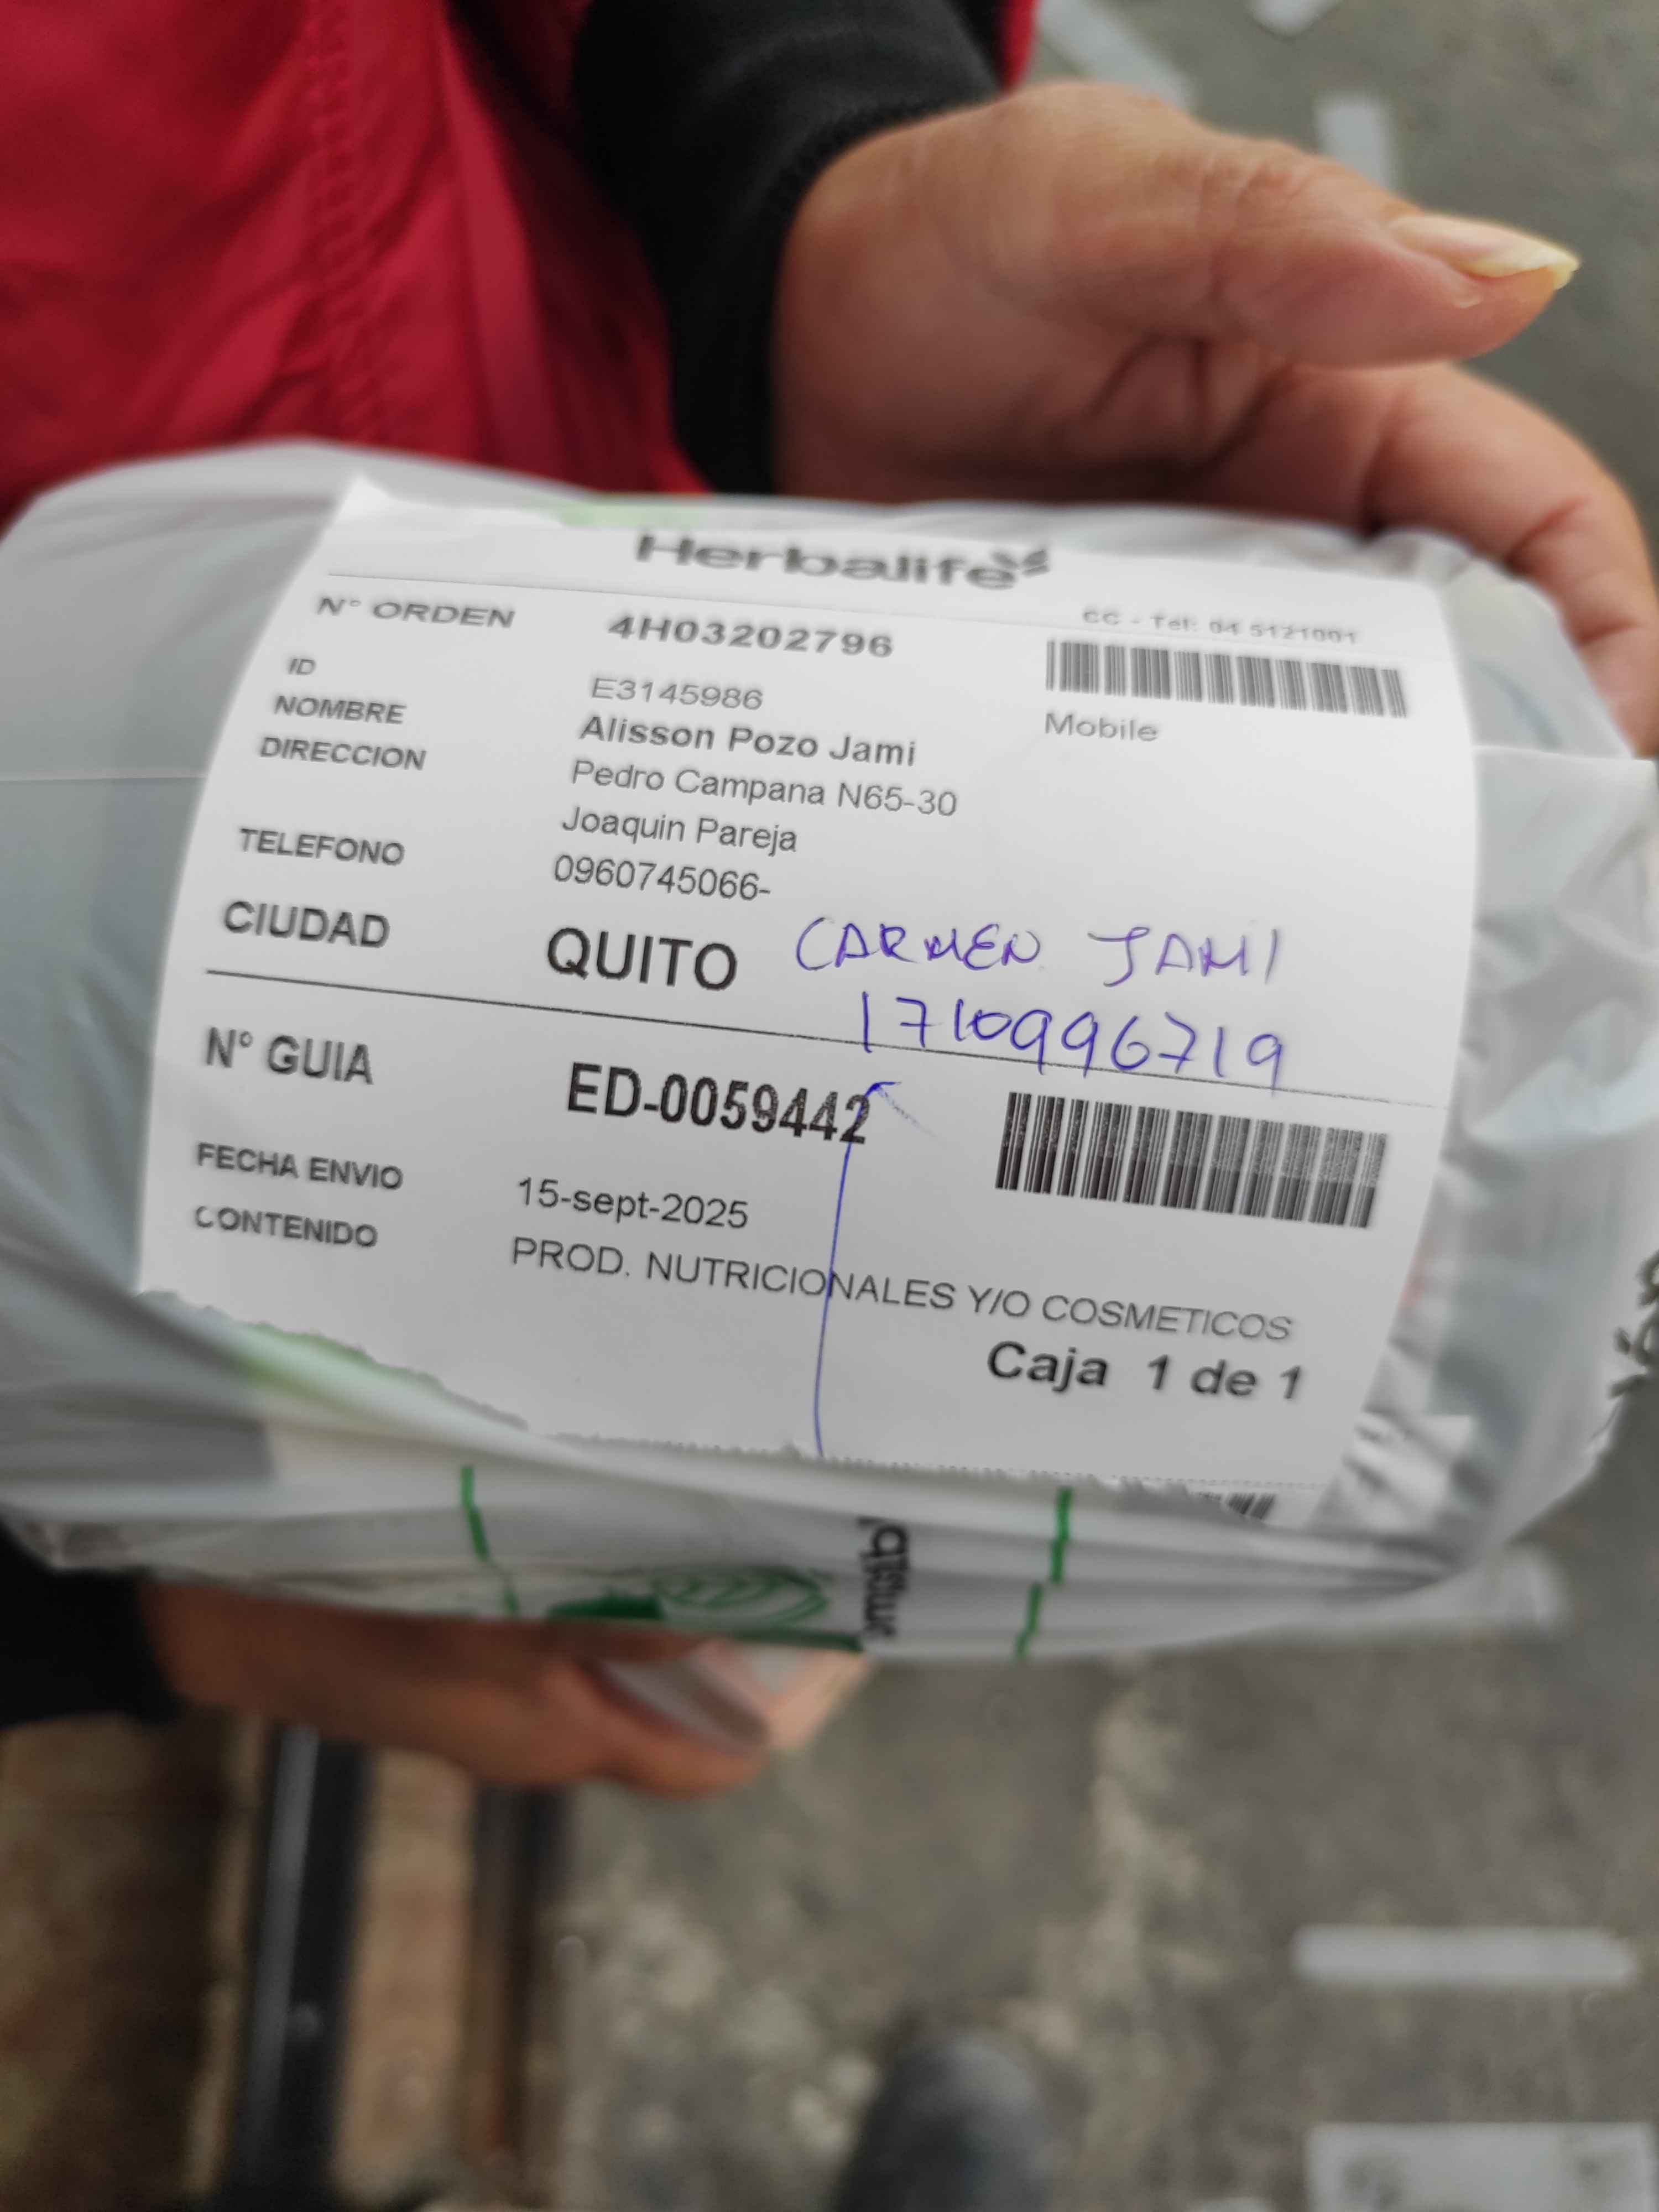 Herbalife
CC - Tel: 04 5121001
N° ORDEN 4H03202796
ID E3145986
Mobile
NOMBRE Alisson Pozo Jami
DIRECCION Pedro Campana N65-30
Joaquin Pareja
TELEFONO 0960745066-
CIUDAD QUITO CARMEN JAMI
1710996719
N° GUIA ED-0059442
FECHA ENVIO 15-sept-2025
CONTENIDO PROD. NUTRICIONALES Y/O COSMETICOS
Caja 1 de 1